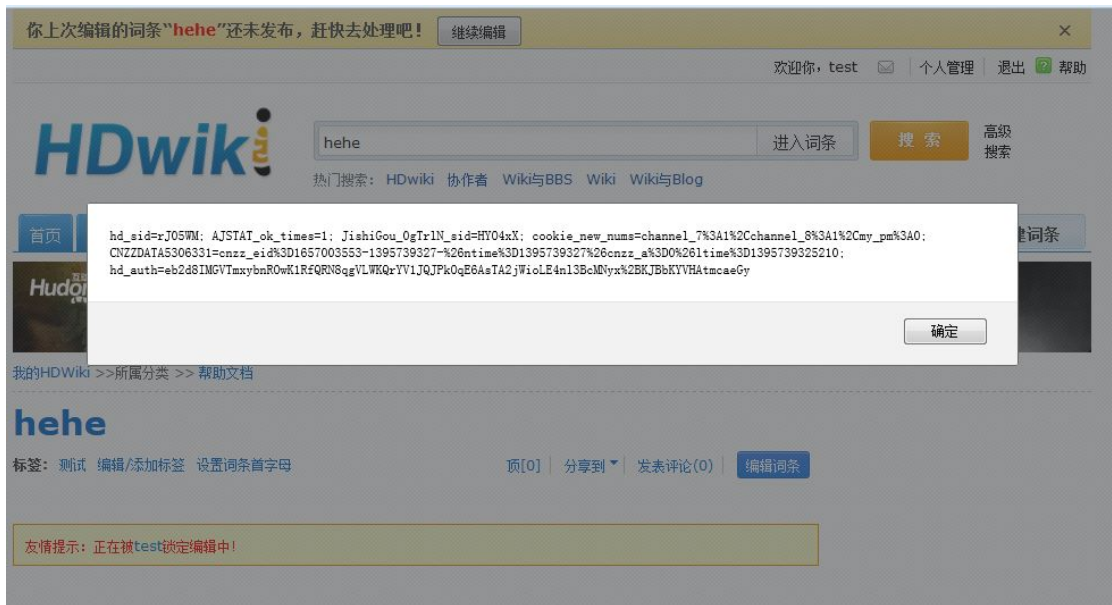 你上次编辑的词条“hehe”还未发布，赶快去处理吧！ 继续编辑 ×
欢迎你，test 个人管理 退出 帮助
HDwiki hehe 进入词条 搜索 高级搜索
热门搜索： HDwiki 协作者 Wiki与BBS Wiki Wiki与Blog
首页 建词条
hd_sid=rJO5WM; AJSTAT_ok_times=1; JishiGou_OgTrlN_sid=HYO4xX; cookie_new_nums=channel_7%3A1%2Cchannel_8%3A1%2Cmy_pm%3A0;
CNZZDATA5306331=cnzz_eid%3D1657003553-1395739327-%26ntime%3D1395739327%26cnzz_a%3D0%26ltime%3D1395739325210;
hd_auth=eb2d8IMGVTmxybnROwK1RfQRN8qgVLWKQrYV1JQJPkOqE6AsTA2jWioLE4nl3BcMNyx%2BKJBbKYVHAtmcaeGy
Hudo
确定
我的HDWiki >>所属分类 >> 帮助文档
hehe
标签： 测试 编辑/添加标签 设置词条首字母 顶[0] 分享到 发表评论(0) 编辑词条
友情提示：正在被test锁定编辑中！